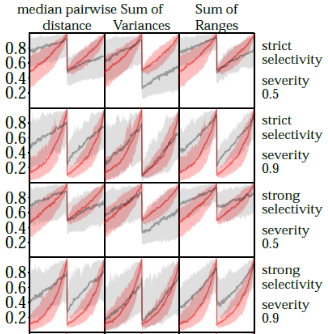 median pairwise Sum of Sum of
distance Variances Ranges
0.8 strict
0.6 selectivity
0.4 severity
0.2 0.5
0.8 strict
0.6 selectivity
0.4 severity
0.2 0.9
0.8 strong
0.6 selectivity
0.4 severity
0.2 0.5
0.8 strong
0.6 selectivity
0.4 severity
0.2 0.9